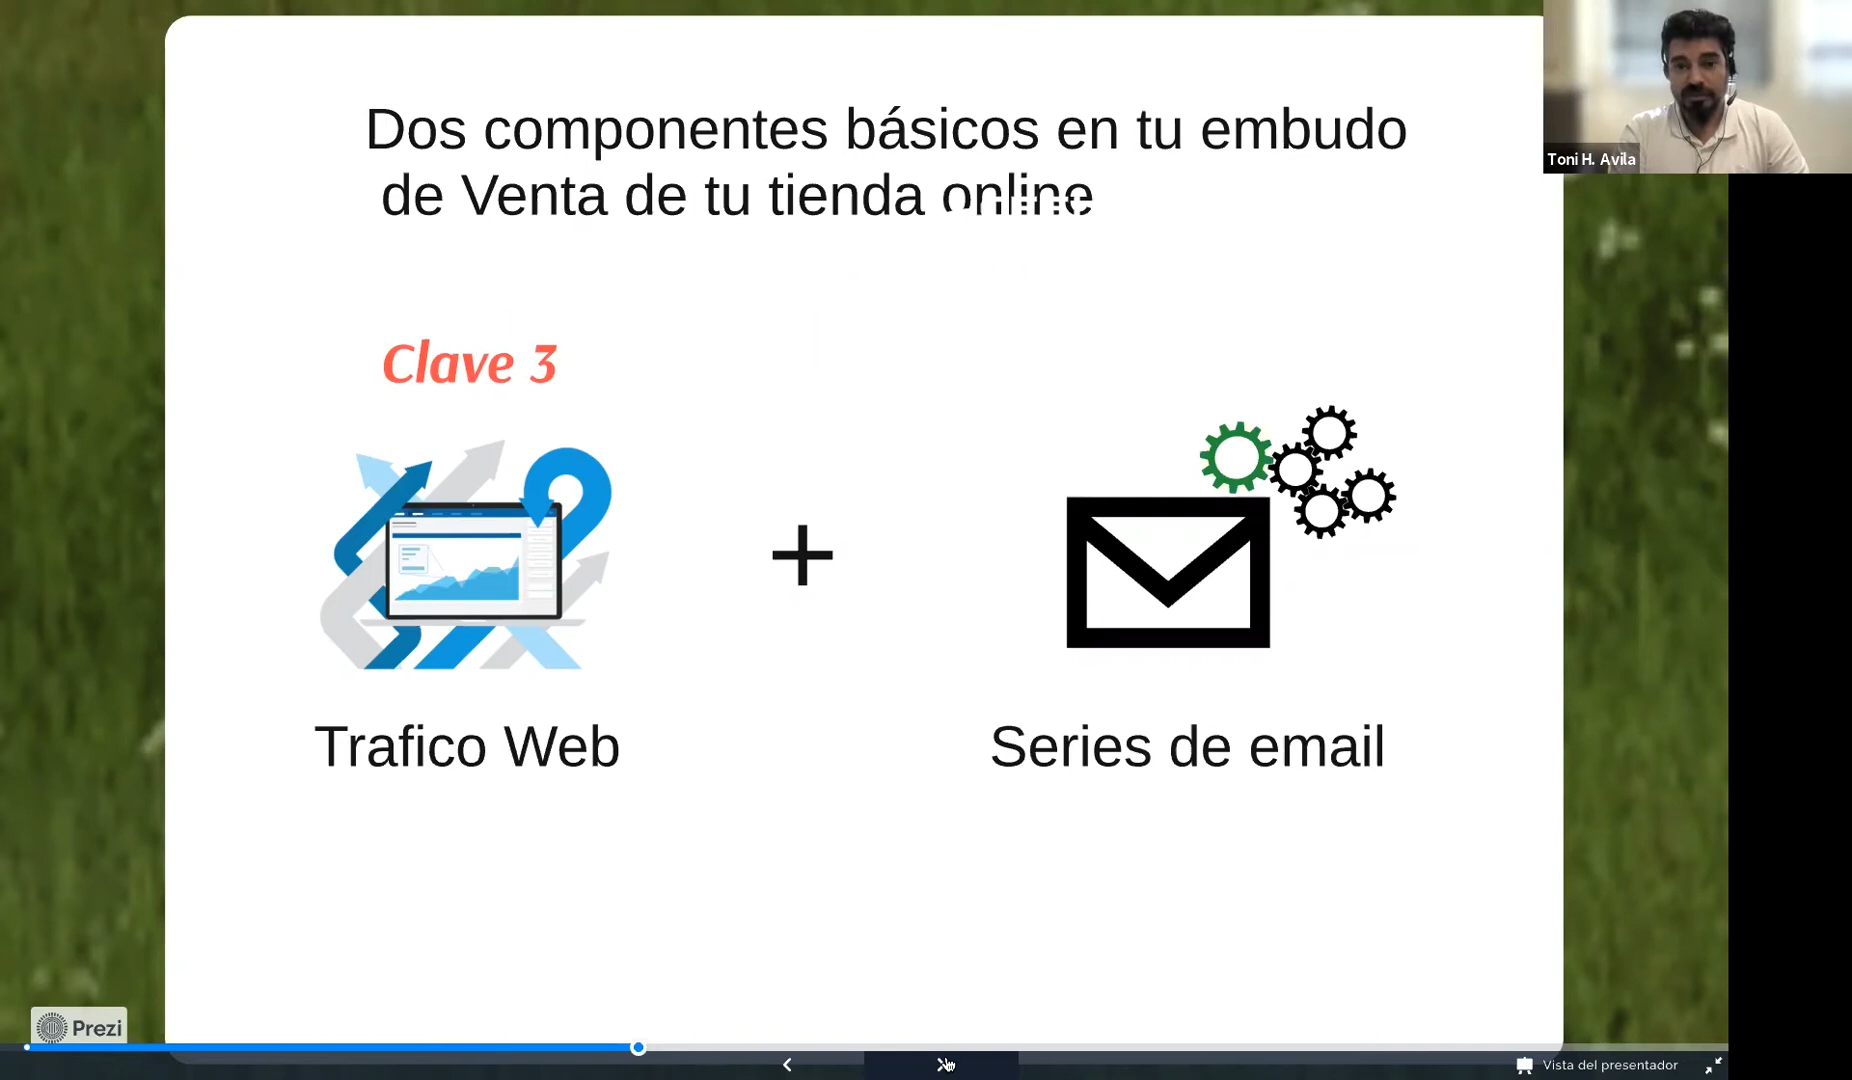 Dos componentes básicos en tu embudo
de Venta de tu tienda online
Toni H. Avila
Clave 3
Trafico Web
Series de email
Prezi
Vista del presentador